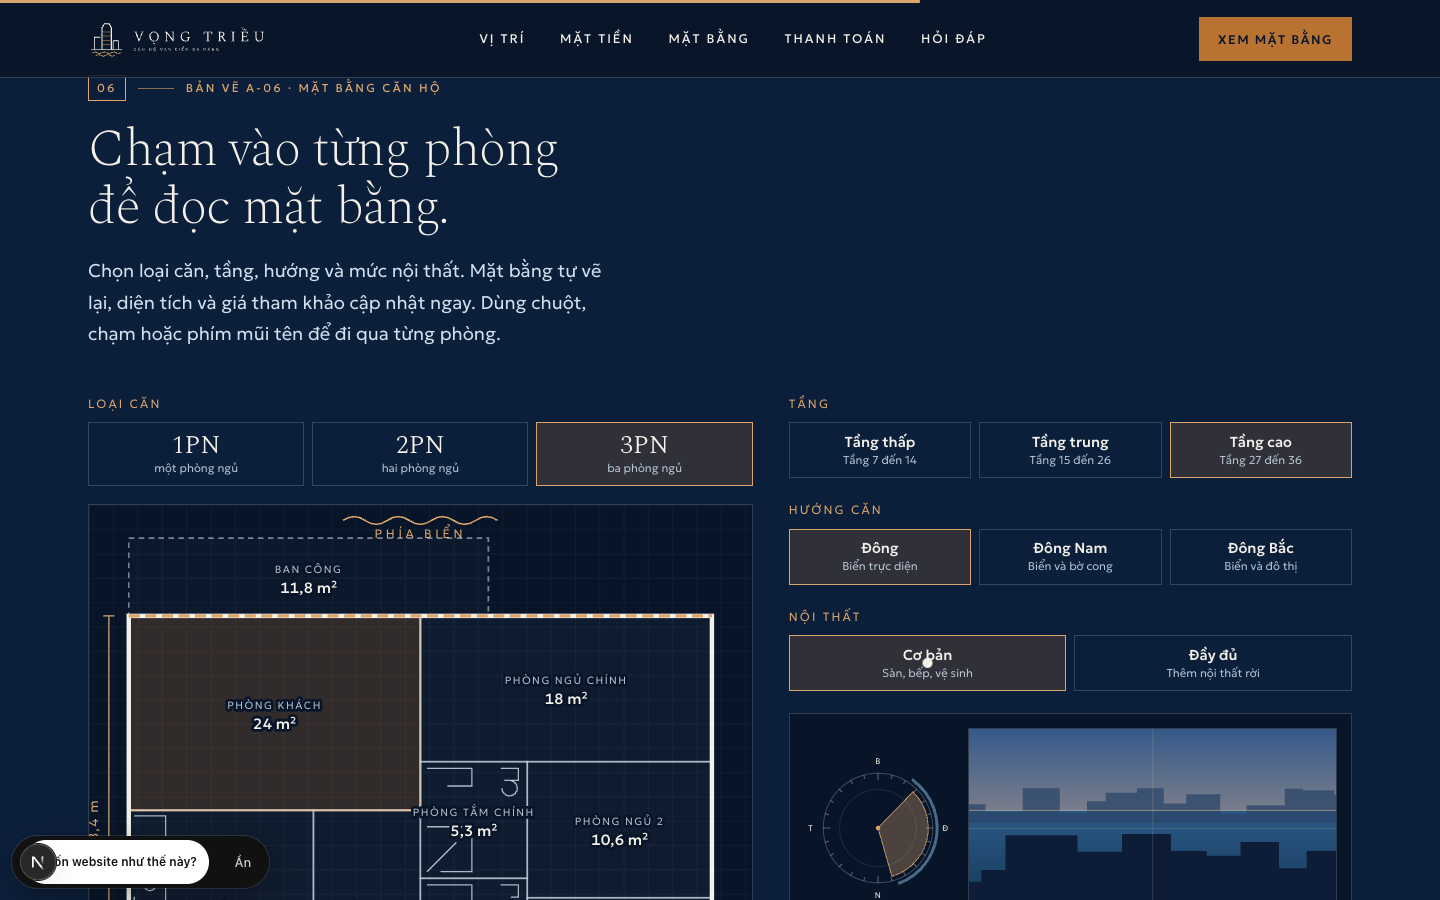 VỌNG TRIỀU
VỊ TRÍ
MẶT TIỀN
MẶT BẰNG
THANH TOÁN
HỎI ĐÁP
XEM MẶT BẰNG
06
BẢN VẼ A-06 · MẶT BẰNG CĂN HỘ
Chạm vào từng phòng
để đọc mặt bằng.
Chọn loại căn, tầng, hướng và mức nội thất. Mặt bằng tự vẽ
lại, diện tích và giá tham khảo cập nhật ngay. Dùng chuột,
chạm hoặc phím mũi tên để đi qua từng phòng.
LOẠI CĂN
1PN
một phòng ngủ
2PN
hai phòng ngủ
3PN
ba phòng ngủ
PHÍA BIỂN
BAN CÔNG
11,8 m²
PHÒNG KHÁCH
24 m²
PHÒNG NGỦ CHÍNH
18 m²
PHÒNG TẮM CHÍNH
5,3 m²
PHÒNG NGỦ 2
10,6 m²
TẦNG
Tầng thấp
Tầng 7 đến 14
Tầng trung
Tầng 15 đến 26
Tầng cao
Tầng 27 đến 36
HƯỚNG CĂN
Đông
Biển trực diện
Đông Nam
Biển và bờ cong
Đông Bắc
Biển và đô thị
NỘI THẤT
Cơ bản
Sàn, bếp, vệ sinh
Đầy đủ
Thêm nội thất rời
B
T
Đ
N
N
website như thế này?
Ẩn